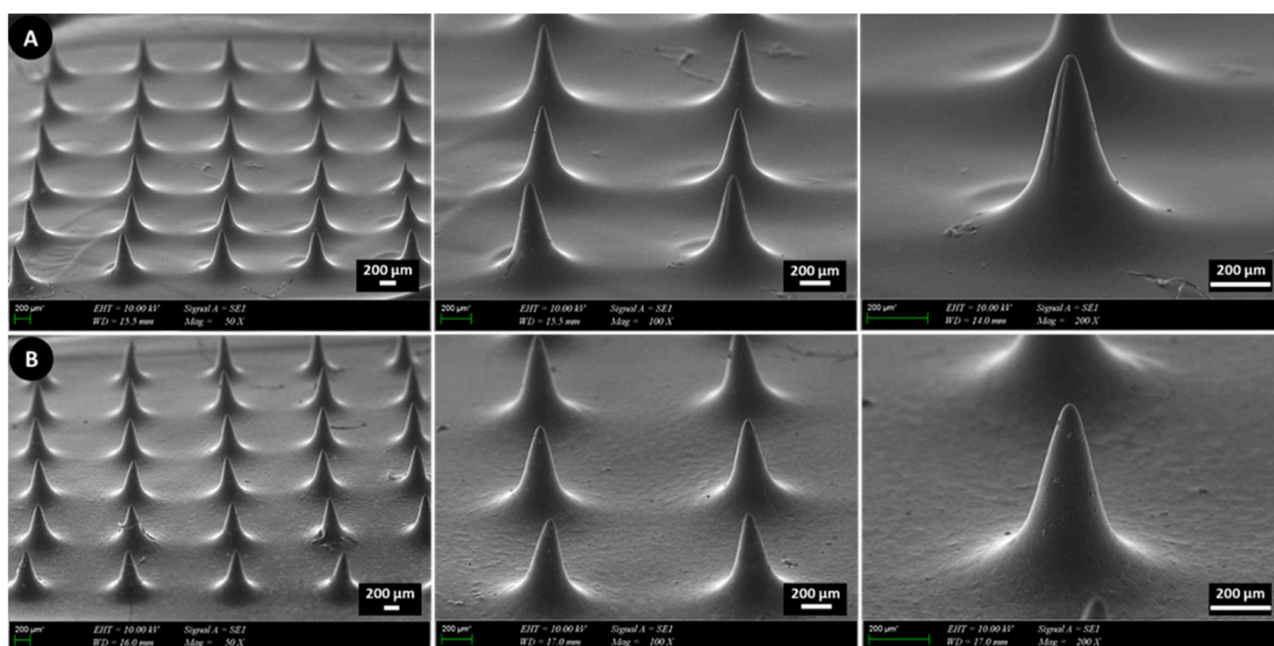 A
200 μm
200 μm
200 μm
200 μm
EHT = 10.00 kV
Signal A = SE1
WD = 15.5 mm
Mag = 50 X
200 μm
EHT = 10.00 kV
Signal A = SE1
WD = 15.5 mm
Mag = 100 X
200 μm
EHT = 10.00 kV
Signal A = SE1
WD = 14.0 mm
Mag = 200 X
B
200 μm
200 μm
200 μm
200 μm
EHT = 10.00 kV
Signal A = SE1
WD = 16.0 mm
Mag = 50 X
200 μm
EHT = 10.00 kV
Signal A = SE1
WD = 17.0 mm
Mag = 100 X
200 μm
EHT = 10.00 kV
Signal A = SE1
WD = 17.0 mm
Mag = 200 X